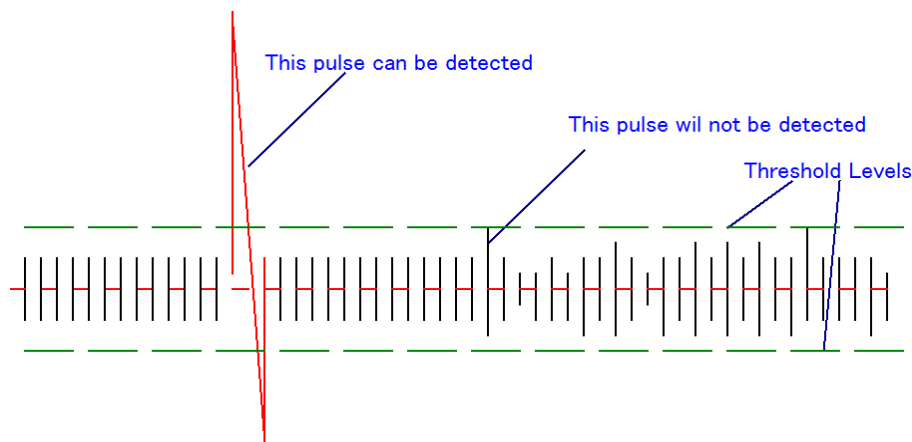 This pulse can be detected
This pulse wil not be detected
Threshold Levels